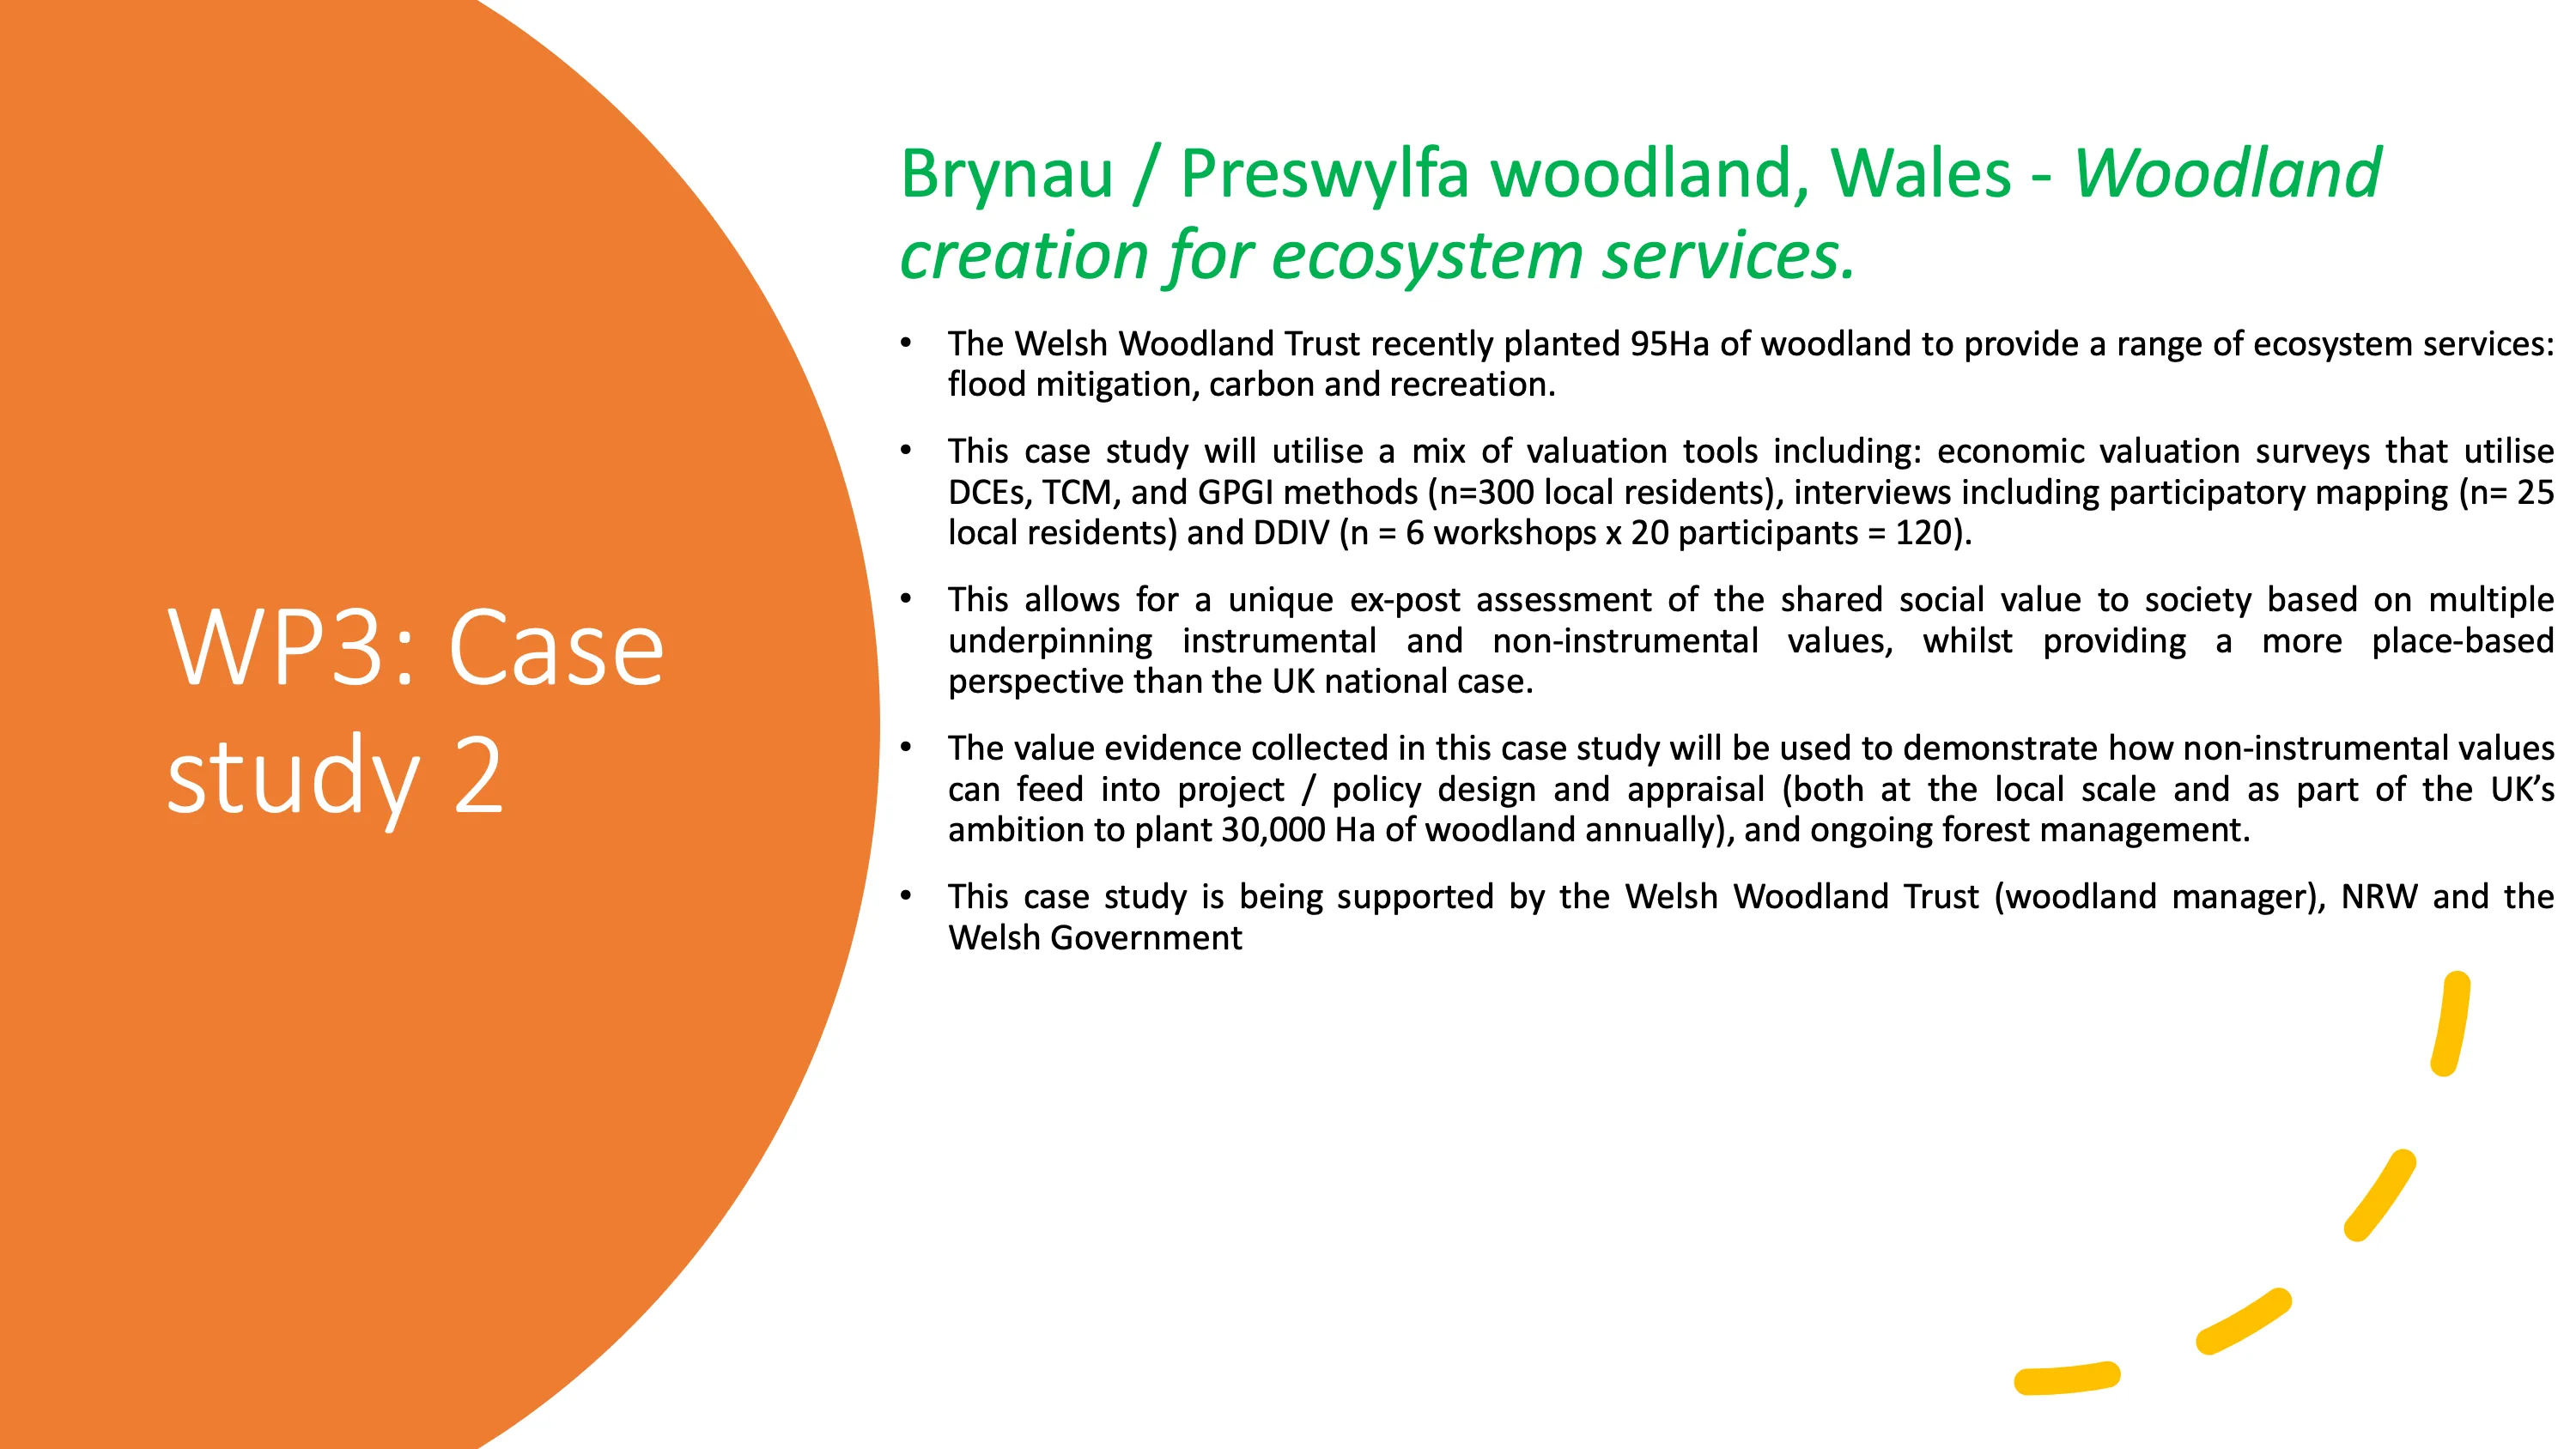 WP3: Case
study 2
Brynau / Preswylfa woodland, Wales - Woodland
creation for ecosystem services.
• The Welsh Woodland Trust recently planted 95Ha of woodland to provide a range of ecosystem services:
flood mitigation, carbon and recreation.
• This case study will utilise a mix of valuation tools including: economic valuation surveys that utilise
DCEs, TCM, and GPGI methods (n=300 local residents), interviews including participatory mapping (n= 25
local residents) and DDIV (n = 6 workshops x 20 participants = 120).
• This allows for a unique ex-post assessment of the shared social value to society based on multiple
underpinning instrumental and non-instrumental values, whilst providing a more place-based
perspective than the UK national case.
• The value evidence collected in this case study will be used to demonstrate how non-instrumental values
can feed into project / policy design and appraisal (both at the local scale and as part of the UK’s
ambition to plant 30,000 Ha of woodland annually), and ongoing forest management.
• This case study is being supported by the Welsh Woodland Trust (woodland manager), NRW and the
Welsh Government